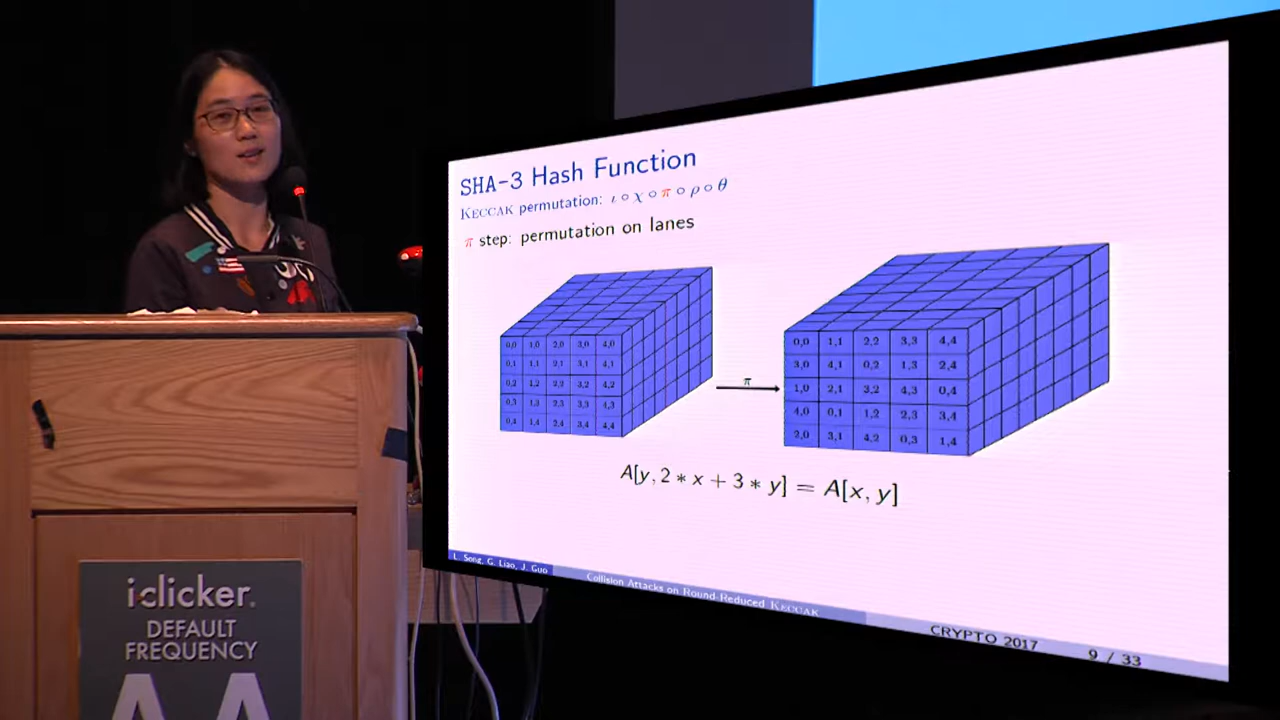 SHA-3 Hash Function
KECCAK permutation: ι ∘ χ ∘ π ∘ ρ ∘ θ
π step: permutation on lanes
0,0 1,0 2,0 3,0 4,0
0,1 1,1 2,1 3,1 4,1
0,2 1,2 2,2 3,2 4,2
0,3 1,3 2,3 3,3 4,3
0,4 1,4 2,4 3,4 4,4
π
0,0 1,1 2,2 3,3 4,4
3,0 4,1 0,2 1,3 2,4
1,0 2,1 3,2 4,3 0,4
4,0 0,1 1,2 2,3 3,4
2,0 3,1 4,2 0,3 1,4
A[y, 2 * x + 3 * y] = A[x, y]
L. Song, G. Liao, J. Guo
Collision Attacks on Round-Reduced KECCAK
CRYPTO 2017
9 / 33
iclicker.
DEFAULT
FREQUENCY
AA